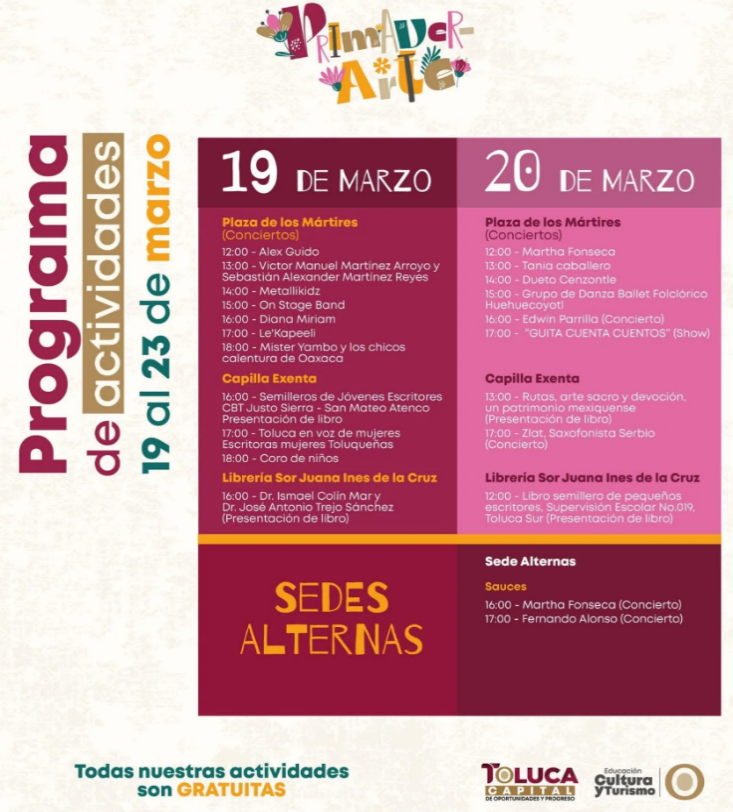 PRIMAVER-
ArtE
Programa
de actividades
19 al 23 de marzo
19 DE MARZO
Plaza de los Mártires
(Conciertos)
12:00 - Alex Guido
13:00 - Victor Manuel Martínez Arroyo y
Sebastián Alexander Martínez Reyes
14:00 - Metallikidz
15:00 - On Stage Band
16:00 - Diana Miriam
17:00 - Le'Kapeeli
18:00 - Mister Yambo y los chicos
calentura de Oaxaca
Capilla Exenta
16:00 - Semilleros de Jóvenes Escritores
CBT Justo Sierra - San Mateo Atenco
Presentación de libro
17:00 - Toluca en voz de mujeres
Escritoras mujeres Toluqueñas
18:00 - Coro de niños
Librería Sor Juana Ines de la Cruz
16:00 - Dr. Ismael Colín Mar y
Dr. José Antonio Trejo Sánchez
(Presentación de libro)
20 DE MARZO
Plaza de los Mártires
(Conciertos)
12:00 - Martha Fonseca
13:00 - Tania caballero
14:00 - Dueto Cenzontle
15:00 - Grupo de Danza Ballet Folclórico
Huehuecoyotl
16:00 - Edwin Parrilla (Concierto)
17:00 - "GUITA CUENTA CUENTOS" (Show)
Capilla Exenta
13:00 - Rutas, arte sacro y devoción,
un patrimonio mexiquense
(Presentación de libro)
17:00 - Zlat, Saxofonista Serbio
(Concierto)
Librería Sor Juana Ines de la Cruz
12:00 - Libro semillero de pequeños
escritores, Supervisión Escolar No.019,
Toluca Sur (Presentación de libro)
SEDES
ALTERNAS
Sede Alternas
Sauces
16:00 - Martha Fonseca (Concierto)
17:00 - Fernando Alonso (Concierto)
Todas nuestras actividades
son GRATUITAS
TOLUCA
CAPITAL
DE OPORTUNIDADES Y PROGRESO
Educación
Cultura
y Turismo